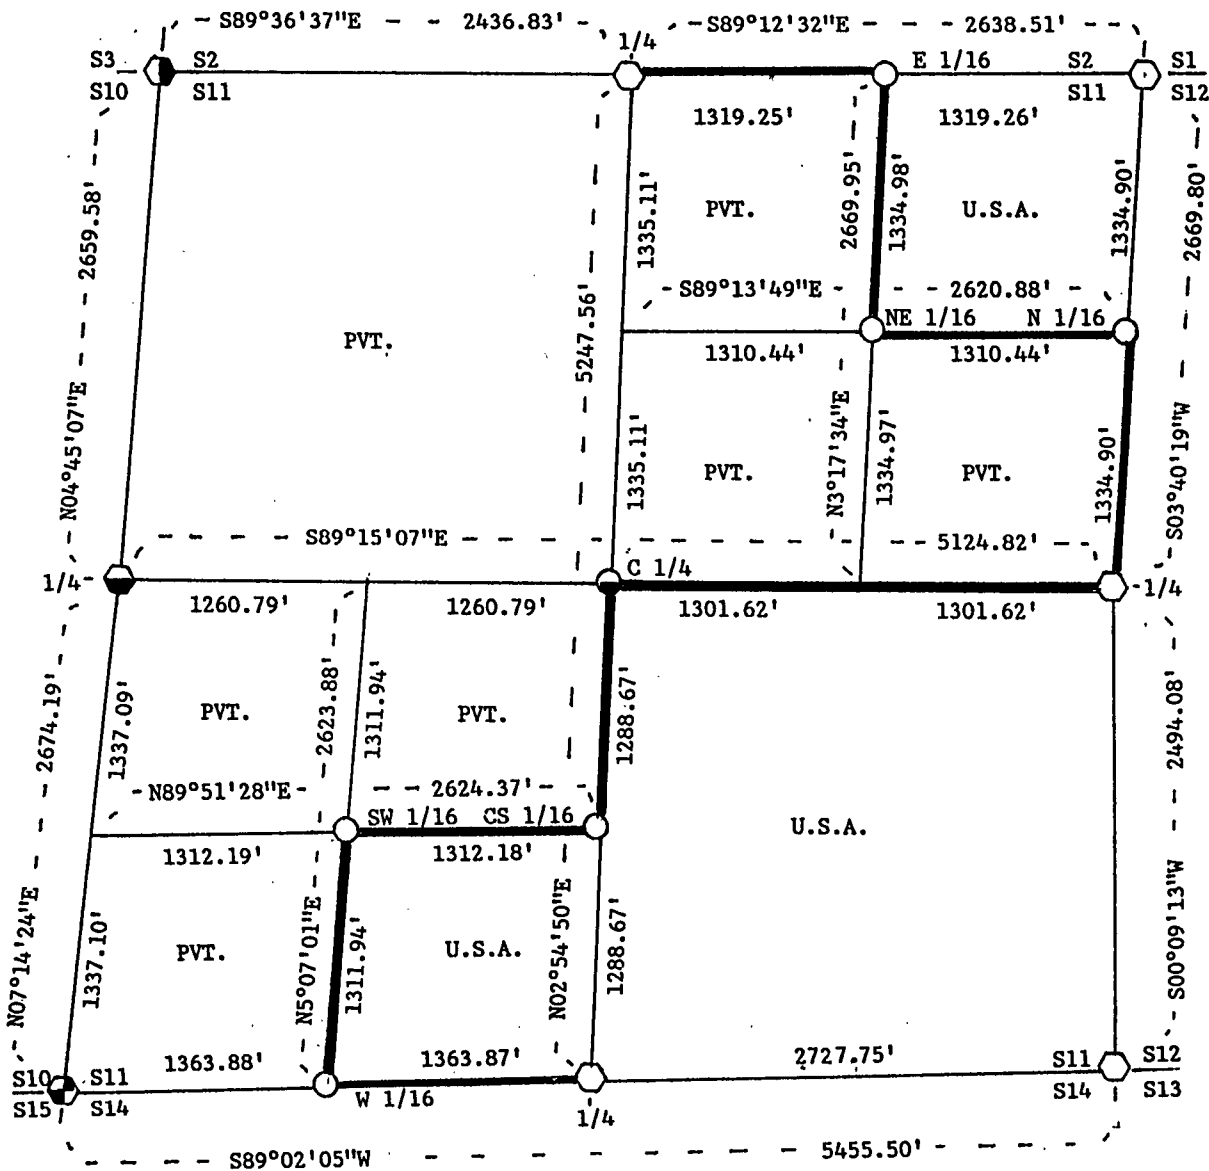 S89°36'37"E 2436.83' S89°12'32"E 2638.51'
1/4
S3 S2 E 1/16 S2 S1
S10 S11 S11 S12
1319.25' 1319.26'
2659.58'
1335.11'
2669.95'
1334.98'
1334.90'
2669.80'
PVT. U.S.A.
S89°13'49"E 2620.88'
NE 1/16 N 1/16
PVT.
5247.56'
1310.44' 1310.44'
N04°45'07"E
1335.11'
N3°17'34"E
1334.97'
1334.90'
S03°40'19"W
PVT. PVT.
S89°15'07"E 5124.82'
1/4 C 1/4 1/4
1260.79' 1260.79' 1301.62' 1301.62'
2674.19'
1337.09'
2623.88'
1311.94'
1288.67'
2494.08'
PVT. PVT.
N89°51'28"E 2624.37'
SW 1/16 CS 1/16 U.S.A.
1312.19' 1312.18'
N07°14'24"E
1337.10'
N5°07'01"E
1311.94'
N02°54'50"E
1288.67'
S00°09'13"W
PVT. U.S.A.
1363.88' 1363.87' 2727.75'
S10 S11 S11 S12
S15 S14 W 1/16 S14 S13
1/4
S89°02'05"W 5455.50'